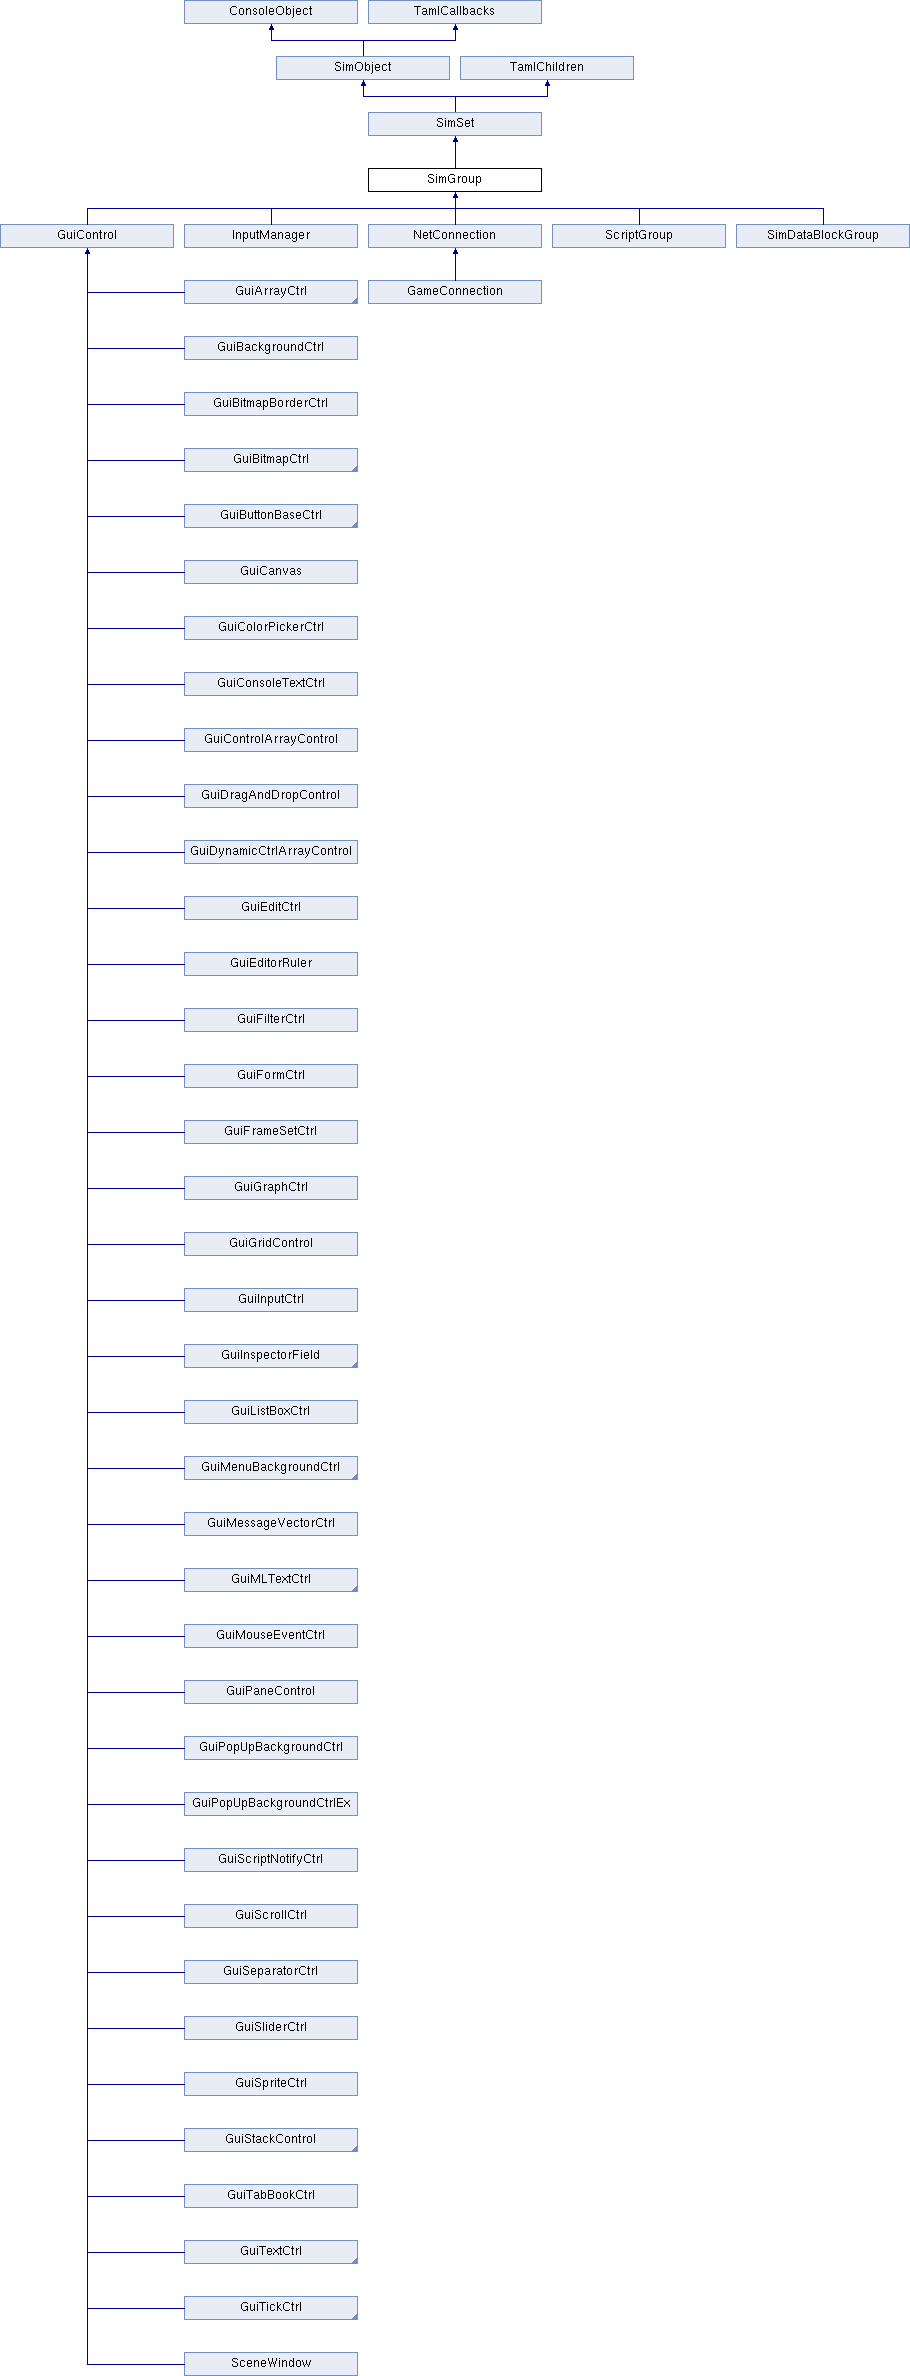 ConsoleObject
TamlCallbacks
SimObject
TamlChildren
SimSet
SimGroup
GuiControl
InputManager
NetConnection
ScriptGroup
SimDataBlockGroup
GuiArrayCtrl
GameConnection
GuiBackgroundCtrl
GuiBitmapBorderCtrl
GuiBitmapCtrl
GuiButtonBaseCtrl
GuiCanvas
GuiColorPickerCtrl
GuiConsoleTextCtrl
GuiControlArrayControl
GuiDragAndDropControl
GuiDynamicCtrlArrayControl
GuiEditCtrl
GuiEditorRuler
GuiFilterCtrl
GuiFormCtrl
GuiFrameSetCtrl
GuiGraphCtrl
GuiGridControl
GuiInputCtrl
GuiInspectorField
GuiListBoxCtrl
GuiMenuBackgroundCtrl
GuiMessageVectorCtrl
GuiMLTextCtrl
GuiMouseEventCtrl
GuiPaneControl
GuiPopUpBackgroundCtrl
GuiPopUpBackgroundCtrlEx
GuiScriptNotifyCtrl
GuiScrollCtrl
GuiSeparatorCtrl
GuiSliderCtrl
GuiSpriteCtrl
GuiStackControl
GuiTabBookCtrl
GuiTextCtrl
GuiTickCtrl
SceneWindow